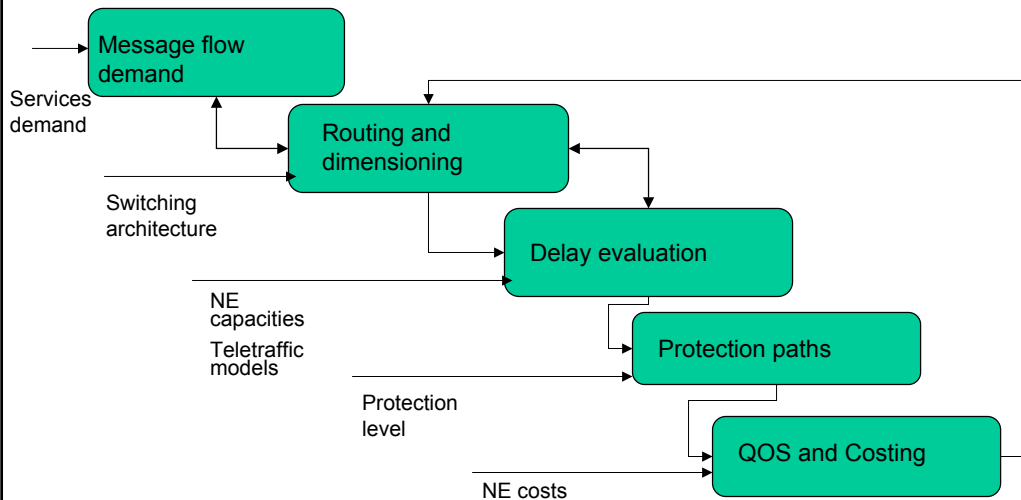 Message flow
demand
Services
demand
Routing and
dimensioning
Switching
architecture
Delay evaluation
NE
capacities
Teletraffic
models
Protection paths
Protection
level
QOS and Costing
NE costs